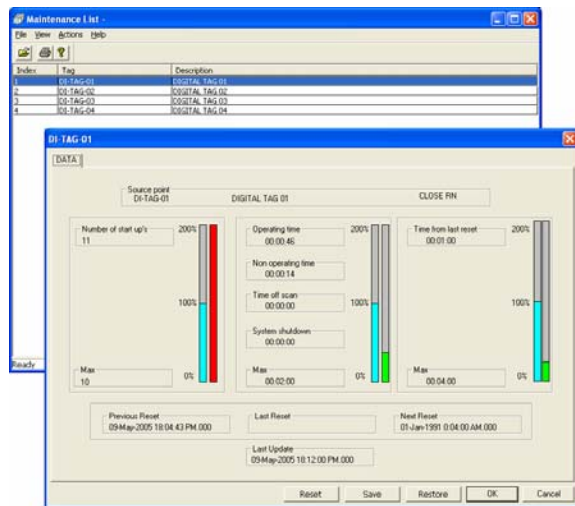 Maintenance List -
File View Actions Help
Index Tag Description
1 DI-TAG-01 DIGITAL TAG 01
2 DI-TAG-02 DIGITAL TAG 02
3 DI-TAG-03 DIGITAL TAG 03
4 DI-TAG-04 DIGITAL TAG 04
DI-TAG-01
DATA
Source point
DI-TAG-01 DIGITAL TAG 01 CLOSE FIN
Number of start up's 200% Operating time 200% Time from last reset 200%
11 00:00:46 00:01:00
Non operating time
00:00:14
100% Time off scan 100% 100%
00:00:00
System shutdown
00:00:00
Ready
Max 0% Max 0% Max 0%
10 00:02:00 00:04:00
Previous Reset Last Reset Next Reset
09-May-2005 18:04:43 PM.000 01-Jan-1991 0:04:00 AM.000
Last Update
09-May-2005 18:12:00 PM.000
Reset Save Restore OK Cancel